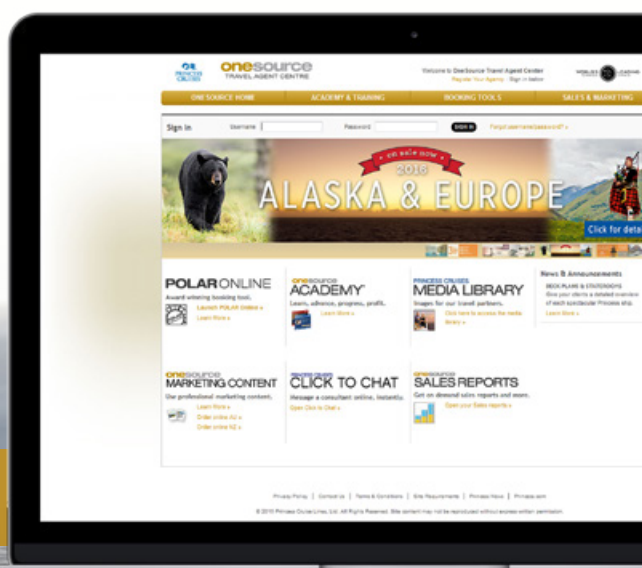 PRINCESS CRUISES
onesource
TRAVEL AGENT CENTRE
Welcome to OneSource Travel Agent Center
Register Your Agency Sign in below
ONESOURCE HOME ACADEMY & TRAINING BOOKING TOOLS SALES & MARKETING
Sign in Username Password SIGN IN Forgot username/password? »
on sale now
2016
ALASKA & EUROPE
Click for detai
POLAR ONLINE
Award winning booking tool.
Launch POLAR Online »
Learn More »
onesource
ACADEMY
Learn, advance, progress, profit.
Learn More »
PRINCESS CRUISES
MEDIA LIBRARY
Images for our travel partners.
Click here to access the media
library »
News & Announcements
DECK PLANS & STATEROOMS
Give your clients a detailed overview
of each spectacular Princess ship.
Learn More »
onesource
MARKETING CONTENT
Use professional marketing content.
Learn More »
Order online AU »
Order online NZ »
PRINCESS CRUISES
CLICK TO CHAT
Message a consultant online, instantly.
Open Click to Chat »
onesource
SALES REPORTS
Get on demand sales reports and more.
Open your Sales reports »
Privacy Policy | Contact Us | Terms & Conditions | Site Requirements | Princess News | Princess.com
© 2015 Princess Cruise Lines, Ltd. All Rights Reserved. Site content may not be reproduced without express written permission.